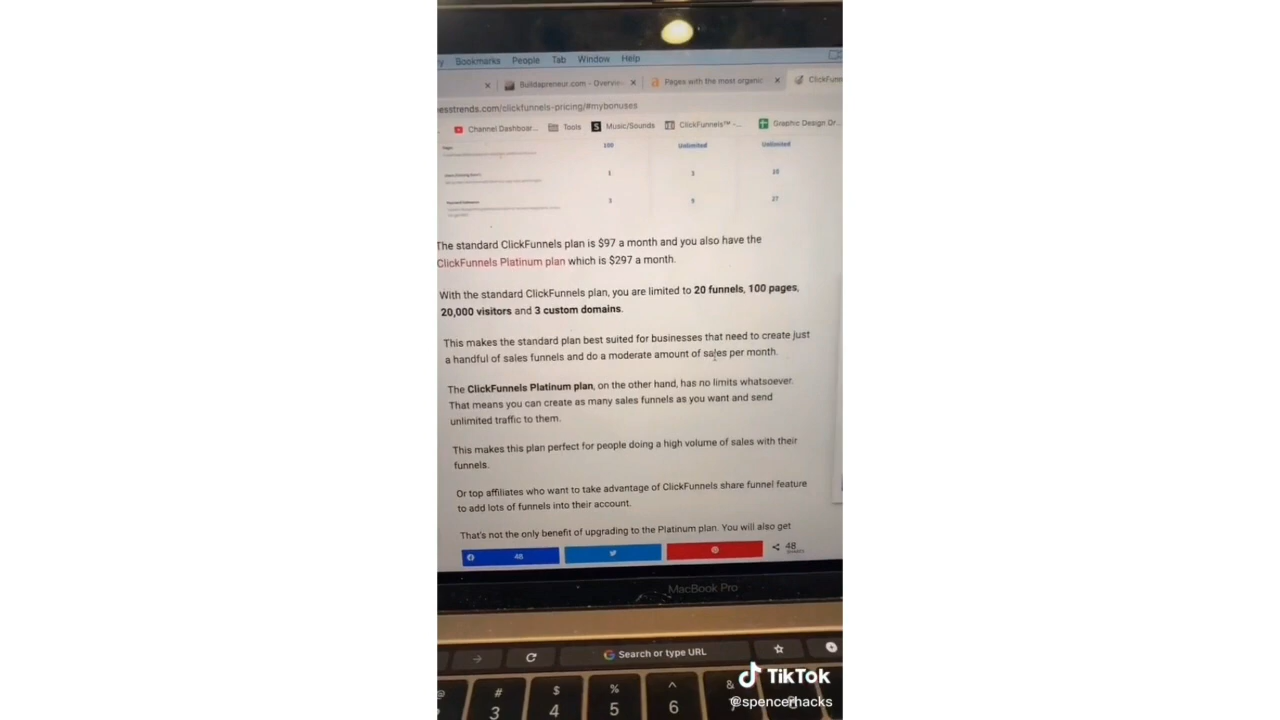 Bookmarks People Tab Window Help
Buildapreneur.com - Overvie Pages with the most organic ClickFunn
esstrends.com/clickfunnels-pricing/#mybonuses
Channel Dashboar... Tools Music/Sounds ClickFunnels™ -... Graphic Design Dr...
Pages 100 Unlimited Unlimited
1 3
3 9 27
The standard ClickFunnels plan is $97 a month and you also have the
ClickFunnels Platinum plan which is $297 a month.
With the standard ClickFunnels plan, you are limited to 20 funnels, 100 pages,
20,000 visitors and 3 custom domains.
This makes the standard plan best suited for businesses that need to create just
a handful of sales funnels and do a moderate amount of sales per month.
The ClickFunnels Platinum plan, on the other hand, has no limits whatsoever.
That means you can create as many sales funnels as you want and send
unlimited traffic to them.
This makes this plan perfect for people doing a high volume of sales with their
funnels.
Or top affiliates who want to take advantage of ClickFunnels share funnel feature
to add lots of funnels into their account.
That's not the only benefit of upgrading to the Platinum plan. You will also get
48 48
SHARES
MacBook Pro
Search or type URL
TikTok
@spencerhacks
@ # $ % ^ &
3 4 5 6